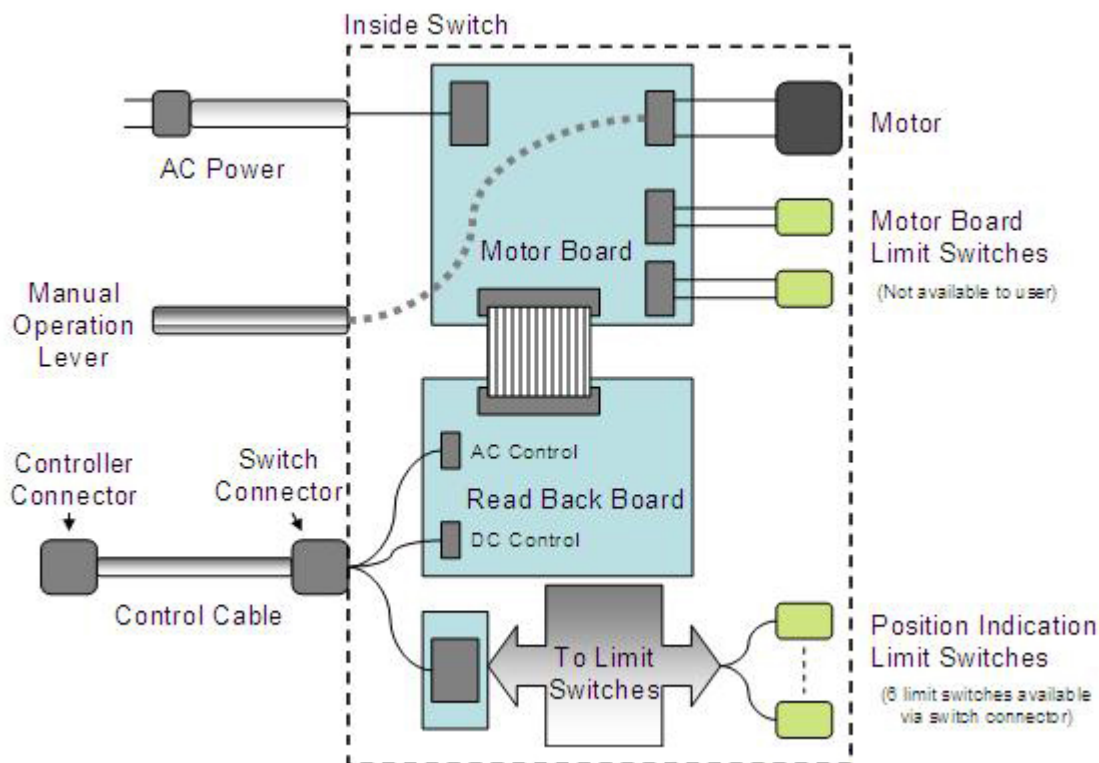 Inside Switch
AC Power
Motor
Motor Board
Motor Board
Limit Switches
(Not available to user)
Manual
Operation
Lever
AC Control
Read Back Board
DC Control
Controller
Connector
Switch
Connector
Control Cable
To Limit
Switches
Position Indication
Limit Switches
(6 limit switches available
via switch connector)